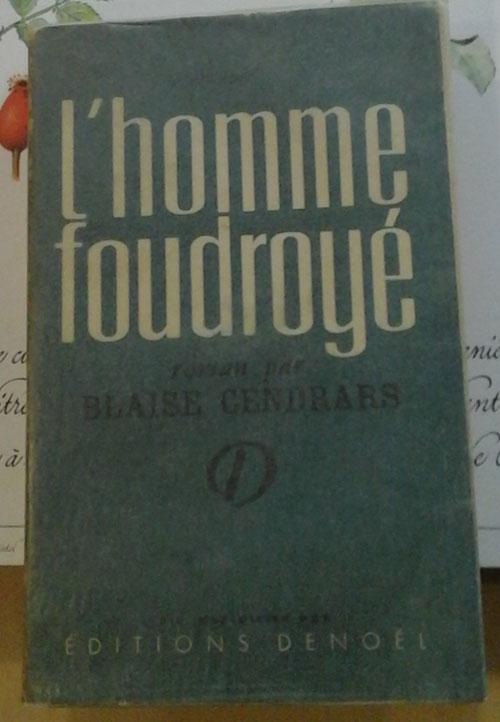 l'homme
foudroyé
roman par
BLAISE CENDRARS
D
ÉDITIONS DENOËL